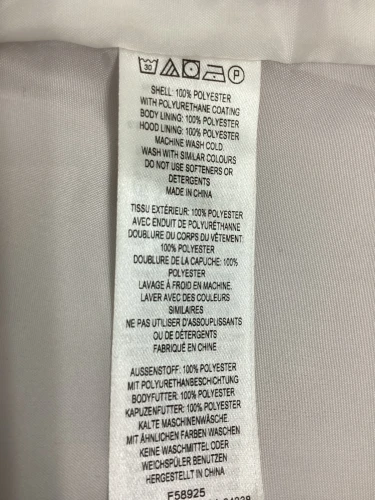 30
P
SHELL: 100% POLYESTER
WITH POLYURETHANE COATING
BODY LINING: 100% POLYESTER
HOOD LINING: 100% POLYESTER
MACHINE WASH COLD.
WASH WITH SIMILAR COLOURS
DO NOT USE SOFTENERS OR
DETERGENTS
MADE IN CHINA
TISSU EXTÉRIEUR: 100% POLYESTER
AVEC ENDUIT DE POLYURÉTHANNE
DOUBLURE DU CORPS DU VÊTEMENT:
100% POLYESTER
DOUBLURE DE LA CAPUCHE: 100%
POLYESTER
LAVAGE À FROID EN MACHINE.
LAVER AVEC DES COULEURS
SIMILAIRES
NE PAS UTILISER D'ASSOUPLISSANTS
OU DE DÉTERGENTS
FABRIQUÉ EN CHINE
AUSSENSTOFF: 100% POLYESTER
MIT POLYURETHANBESCHICHTUNG
BODYFUTTER: 100% POLYESTER
KAPUZENFUTTER: 100% POLYESTER
KALTE MASCHINENWÄSCHE.
MIT ÄHNLICHEN FARBEN WASCHEN
KEINE WASCHMITTEL ODER
WEICHSPÜLER BENUTZEN
HERGESTELLT IN CHINA
F58925